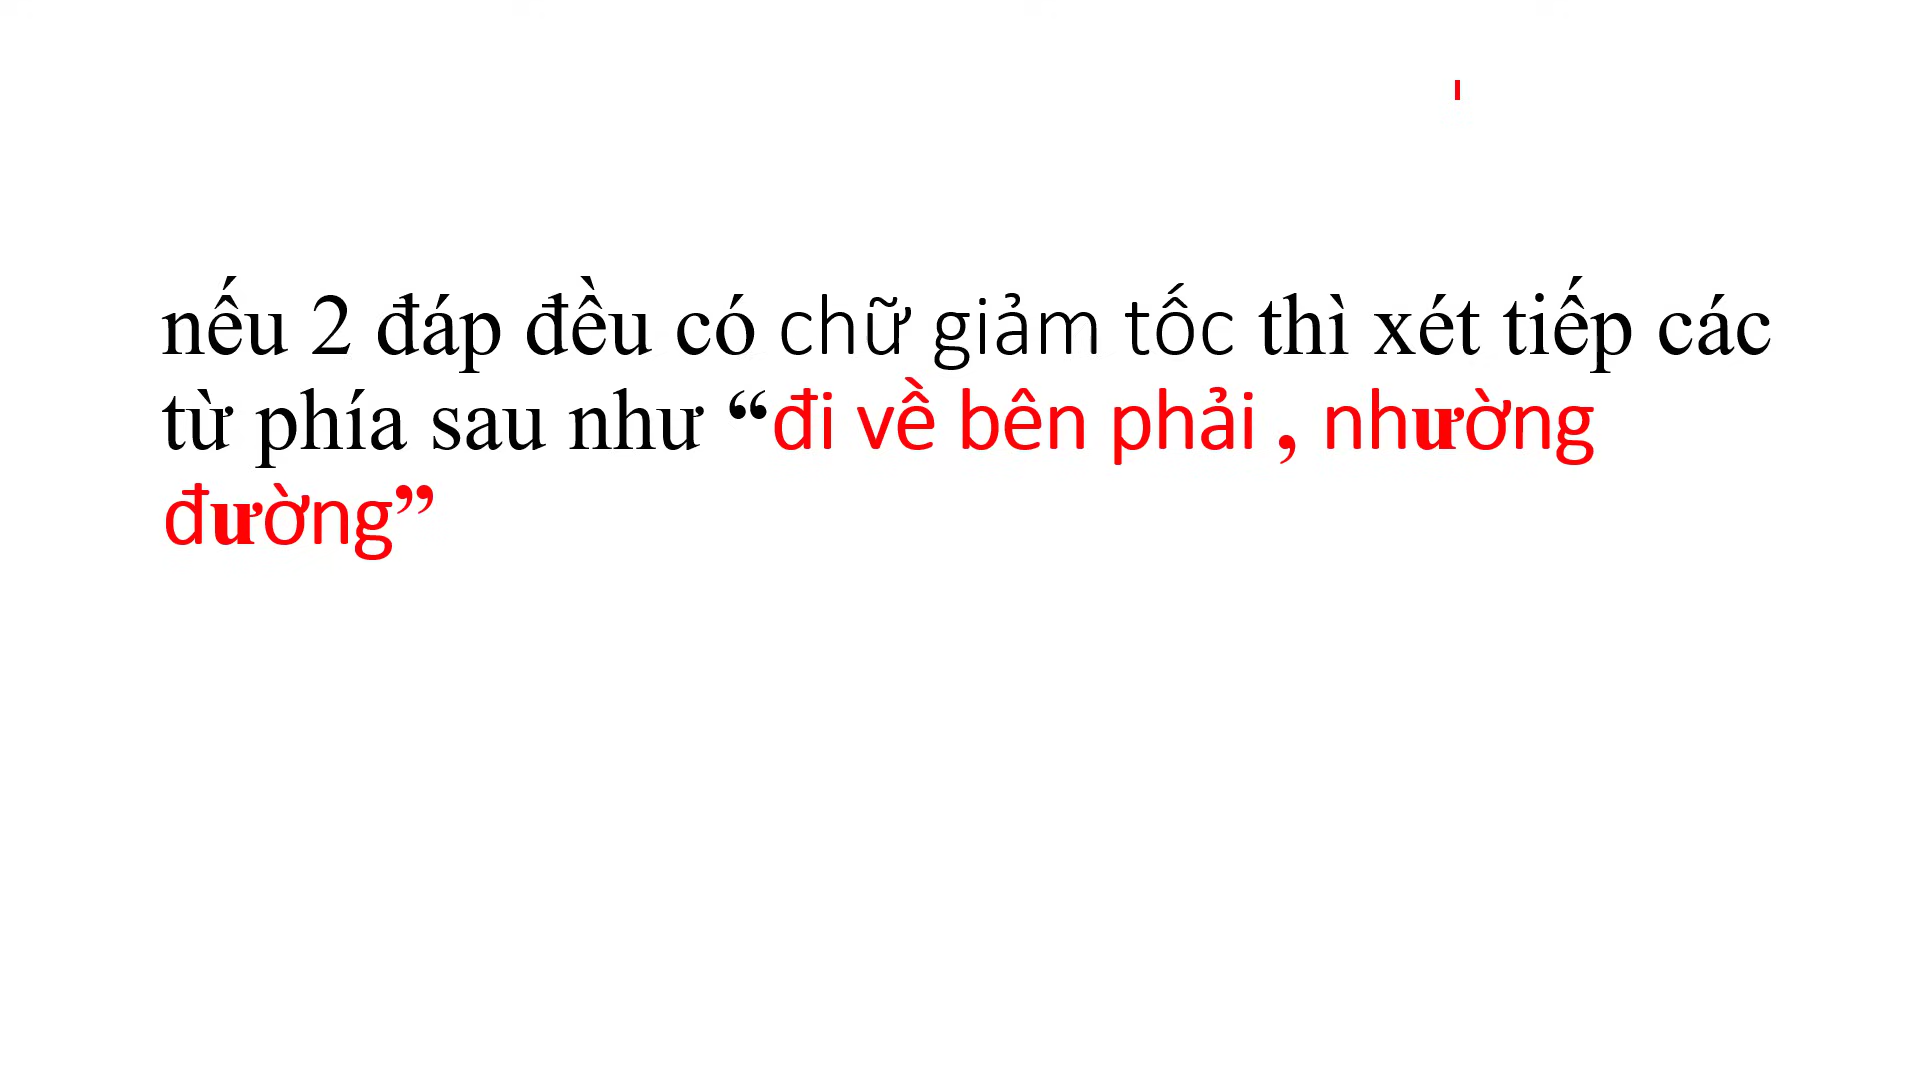 nếu 2 đáp đều có chữ giảm tốc thì xét tiếp các
từ phía sau như “đi về bên phải , nhường
đường”